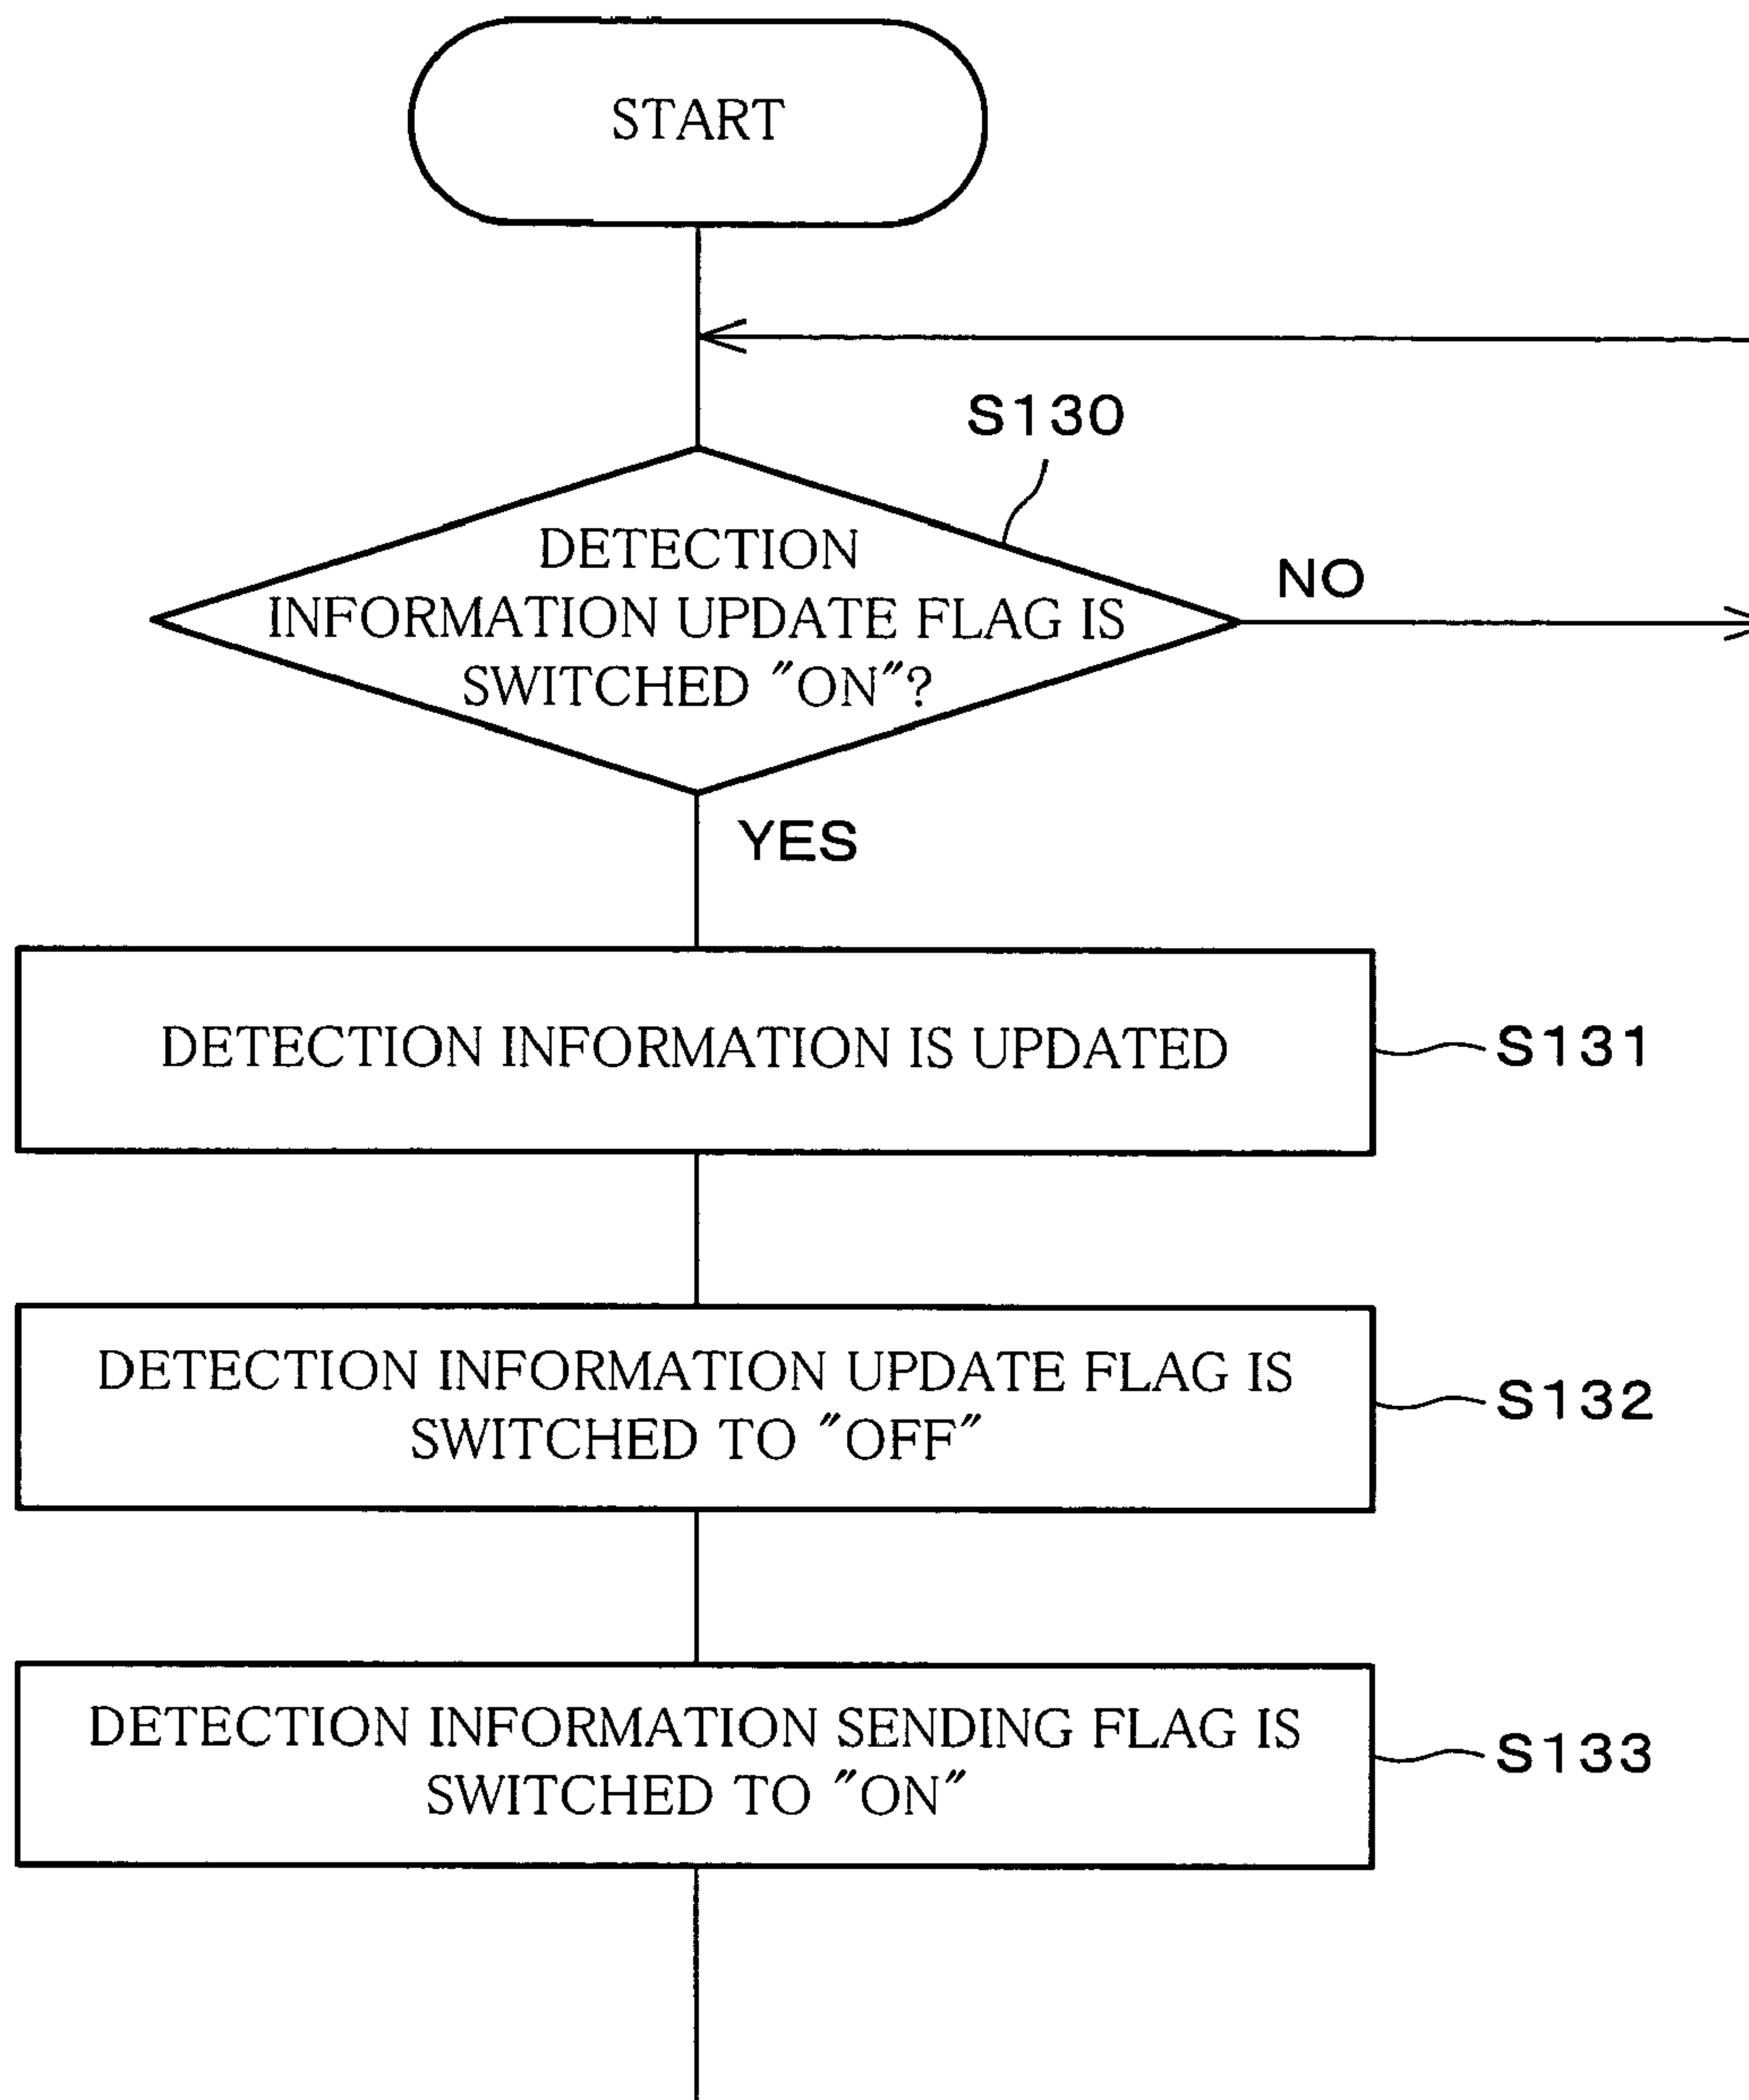 START
S130
DETECTION
INFORMATION UPDATE FLAG IS
SWITCHED "ON"?
NO
YES
DETECTION INFORMATION IS UPDATED
S131
DETECTION INFORMATION UPDATE FLAG IS
SWITCHED TO "OFF"
S132
DETECTION INFORMATION SENDING FLAG IS
SWITCHED TO "ON"
S133